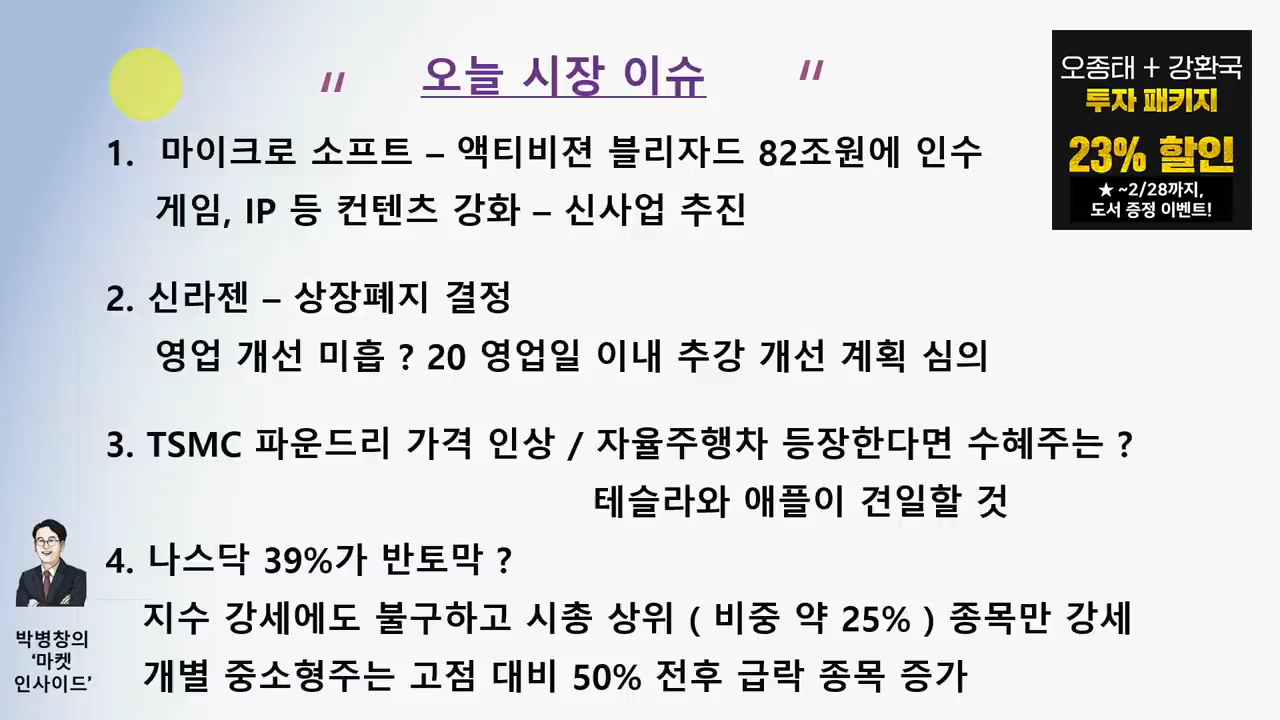 " 오늘 시장 이슈 "
1. 마이크로 소프트 – 액티비젼 블리자드 82조원에 인수
게임, IP 등 컨텐츠 강화 – 신사업 추진
2. 신라젠 – 상장폐지 결정
영업 개선 미흡 ? 20 영업일 이내 추강 개선 계획 심의
3. TSMC 파운드리 가격 인상 / 자율주행차 등장한다면 수혜주는 ?
테슬라와 애플이 견일할 것
4. 나스닥 39%가 반토막 ?
지수 강세에도 불구하고 시총 상위 ( 비중 약 25% ) 종목만 강세
개별 중소형주는 고점 대비 50% 전후 급락 종목 증가
오종태 + 강환국
투자 패키지
23% 할인
★ ~2/28까지,
도서 증정 이벤트!
박병창의
‘마켓
인사이드’